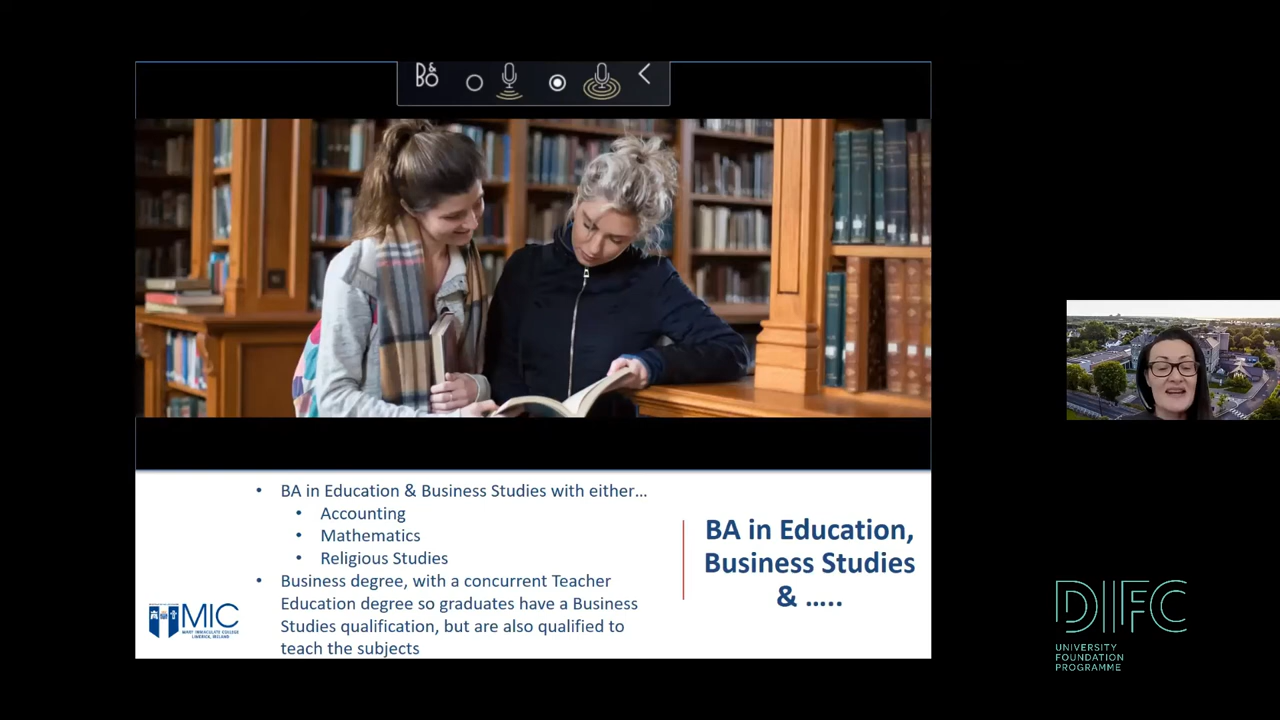 B&
BO
• BA in Education & Business Studies with either…
• Accounting
• Mathematics
• Religious Studies
• Business degree, with a concurrent Teacher
Education degree so graduates have a Business
Studies qualification, but are also qualified to
teach the subjects
BA in Education,
Business Studies
& …..
MIC
MARY IMMACULATE COLLEGE
LIMERICK, IRELAND
DIFC
UNIVERSITY
FOUNDATION
PROGRAMME